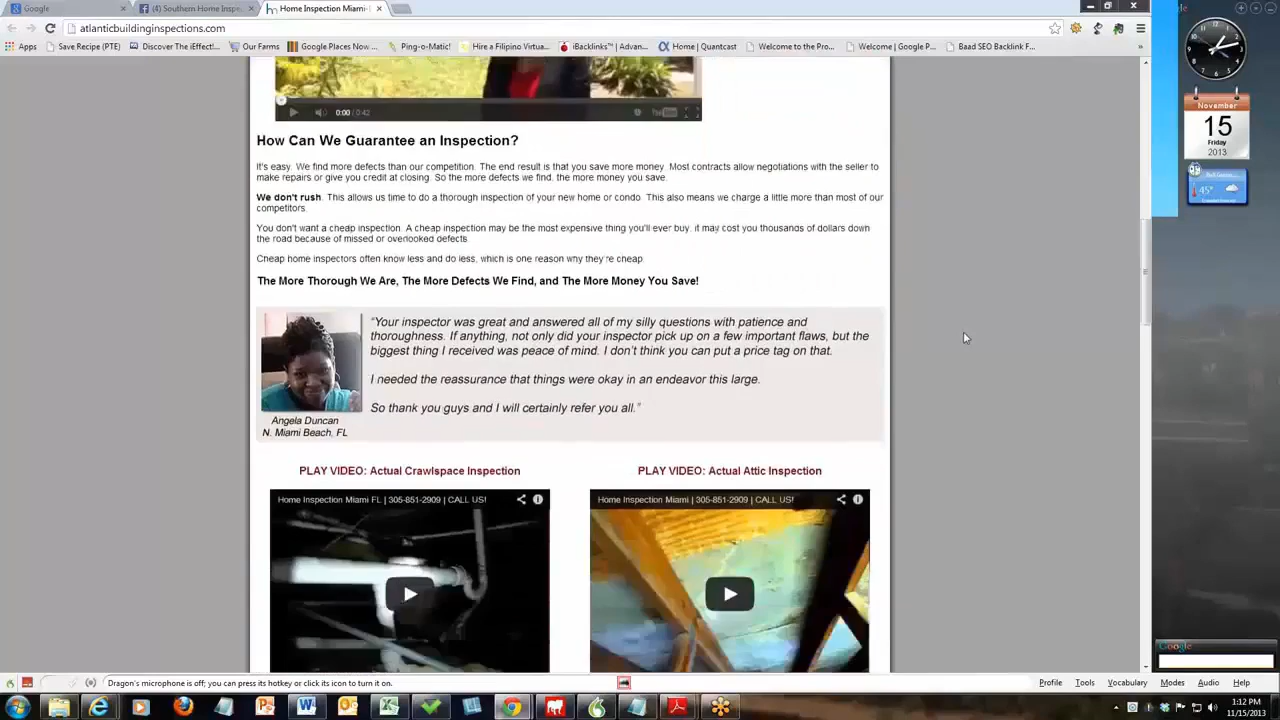 Google
(4) Southern Home Inspe
Home Inspection Miami
atlanticbuildinginspections.com
Apps
Save Recipe (PTE)
Discover The iEffect!...
Our Farms
Google Places Now ...
Ping-o-Matic!
Hire a Filipino Virtua...
iBacklinks™ | Advan...
Home | Quantcast
Welcome to the Pro...
Welcome | Google P...
Baad SEO Backlink F...
»
November
15
Friday
2013
45°
0:00 / 0:42
How Can We Guarantee an Inspection?
It's easy. We find more defects than our competition. The end result is that you save more money. Most contracts allow negotiations with the seller to
make repairs or give you credit at closing. So the more defects we find, the more money you save.
We don't rush. This allows us time to do a thorough inspection of your new home or condo. This also means we charge a little more than most of our
competitors.
You don't want a cheap inspection. A cheap inspection may be the most expensive thing you'll ever buy, it may cost you thousands of dollars down
the road because of missed or overlooked defects.
Cheap home inspectors often know less and do less, which is one reason why they're cheap.
The More Thorough We Are, The More Defects We Find, and The More Money You Save!
"Your inspector was great and answered all of my silly questions with patience and
thoroughness. If anything, not only did your inspector pick up on a few important flaws, but the
biggest thing I received was peace of mind. I don't think you can put a price tag on that.
I needed the reassurance that things were okay in an endeavor this large.
So thank you guys and I will certainly refer you all."
Angela Duncan
N. Miami Beach, FL
PLAY VIDEO: Actual Crawlspace Inspection
PLAY VIDEO: Actual Attic Inspection
Home Inspection Miami FL | 305-851-2909 | CALL US!
Home Inspection Miami | 305-851-2909 | CALL US!
Google
Dragon's microphone is off; you can press its hotkey or click its icon to turn it on.
Profile
Tools
Vocabulary
Modes
Audio
Help
1:12 PM
11/15/2013